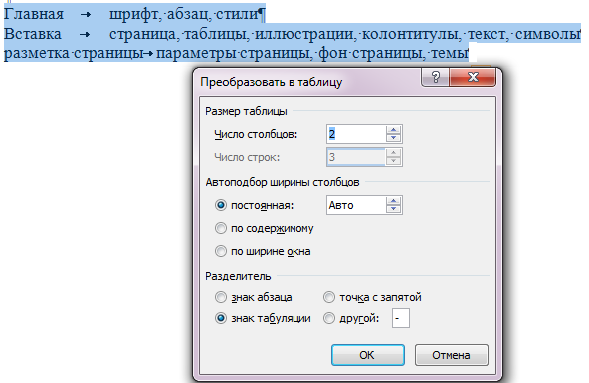 Главная → шрифт, абзац, стили¶
Вставка → страница, таблицы, иллюстрации, колонтитулы, текст, символы¶
разметка страницы→параметры страницы, фон страницы, темы¶
Преобразовать в таблицу
Размер таблицы
Число столбцов: 2
Число строк: 3
Автоподбор ширины столбцов
постоянная: Авто
по содержимому
по ширине окна
Разделитель
знак абзаца точка с запятой
знак табуляции другой: -
ОК Отмена